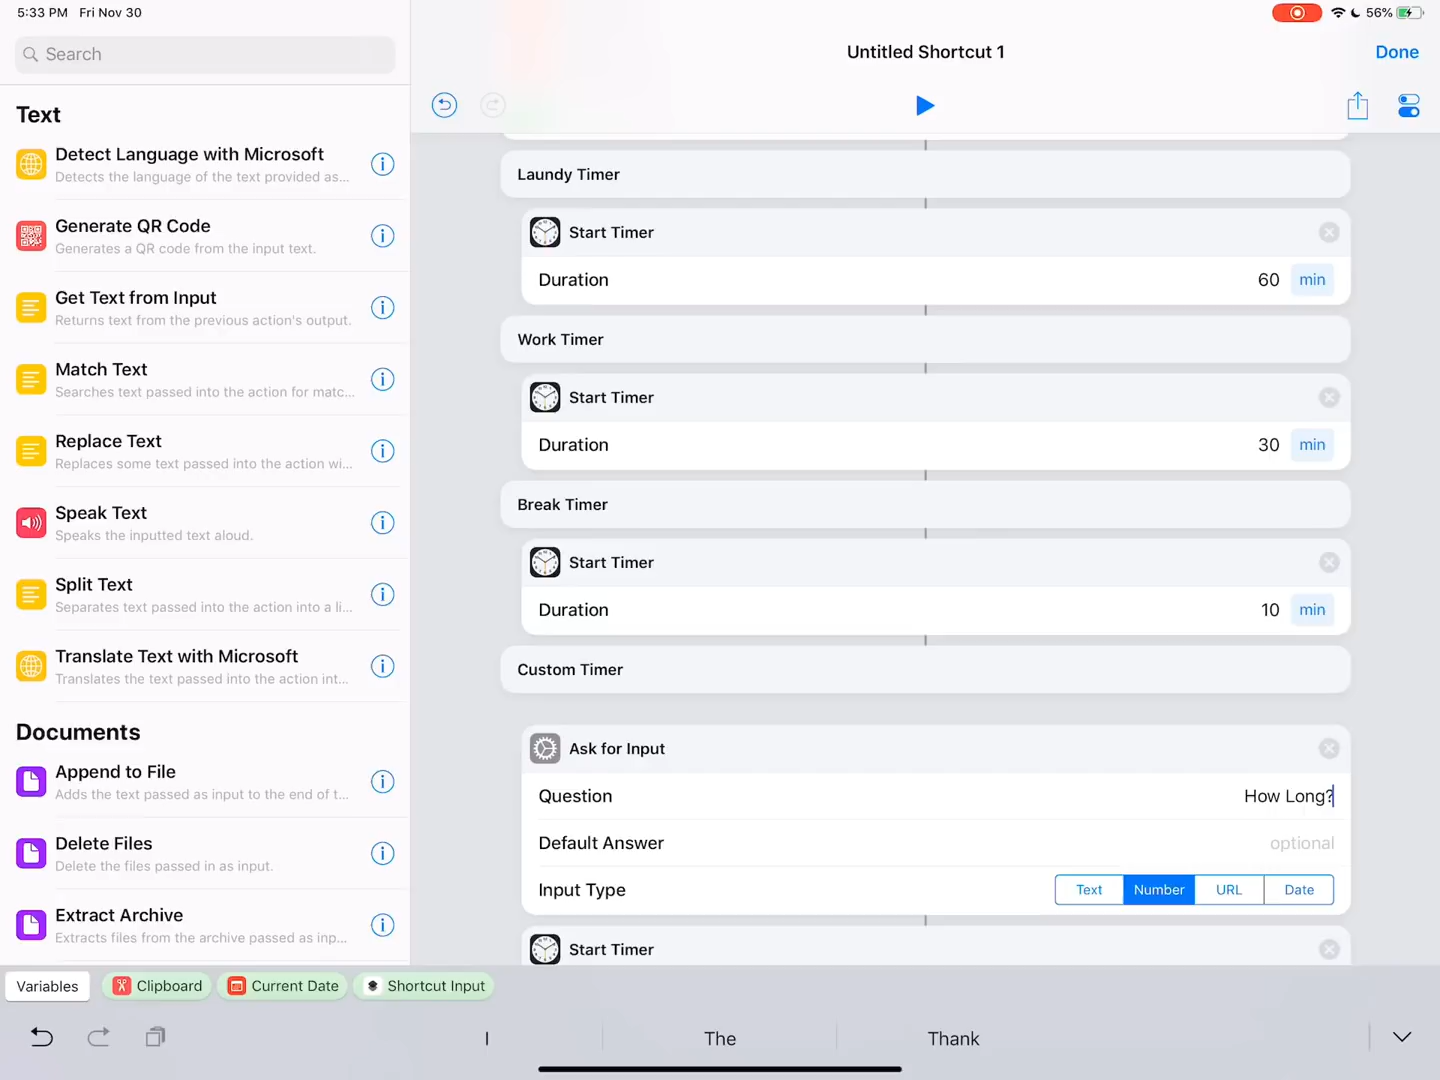 5:33 PM Fri Nov 30
56%
Search
Untitled Shortcut 1
Done
Text
Detect Language with Microsoft
Detects the language of the text provided as...
Generate QR Code
Generates a QR code from the input text.
Get Text from Input
Returns text from the previous action's output.
Match Text
Searches text passed into the action for matc...
Replace Text
Replaces some text passed into the action wi...
Speak Text
Speaks the inputted text aloud.
Split Text
Separates text passed into the action into a li...
Translate Text with Microsoft
Translates the text passed into the action int...
Documents
Append to File
Adds the text passed as input to the end of t...
Delete Files
Delete the files passed in as input.
Extract Archive
Extracts files from the archive passed as inp...
Laundy Timer
Start Timer
Duration 60 min
Work Timer
Start Timer
Duration 30 min
Break Timer
Start Timer
Duration 10 min
Custom Timer
Ask for Input
Question How Long?
Default Answer optional
Input Type Text Number URL Date
Start Timer
Variables Clipboard Current Date Shortcut Input
I The Thank